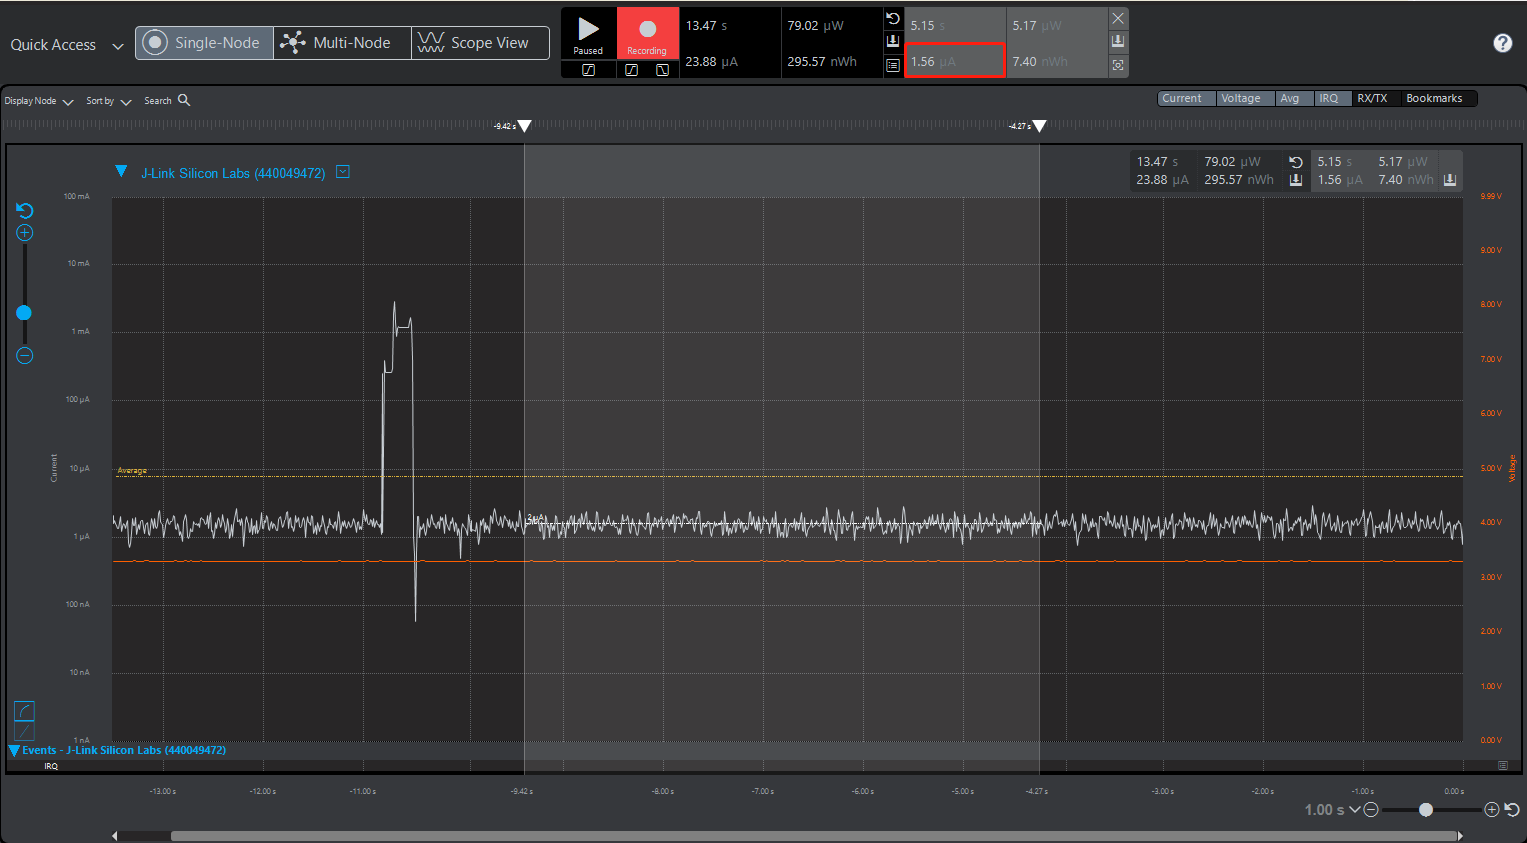 Quick Access
Single-Node
Multi-Node
Scope View
Paused
Recording
13.47 s
79.02 µW
23.88 µA
295.57 nWh
5.15 s
5.17 µW
1.56 µA
7.40 nWh
Display Node
Sort by
Search
Current
Voltage
Avg
IRQ
RX/TX
Bookmarks
-9.42 s
-4.27 s
J-Link Silicon Labs (440049472)
13.47 s 79.02 µW
23.88 µA 295.57 nWh
5.15 s 5.17 µW
1.56 µA 7.40 nWh
100 mA
10 mA
1 mA
100 µA
10 µA
1 µA
100 nA
10 nA
1 nA
Current
Average
2 µA
9.99 V
9.00 V
8.00 V
7.00 V
6.00 V
5.00 V
4.00 V
3.00 V
2.00 V
1.00 V
0.00 V
Voltage
Events - J-Link Silicon Labs (440049472)
IRQ
-13.00 s
-12.00 s
-11.00 s
-9.42 s
-8.00 s
-7.00 s
-6.00 s
-5.00 s
-4.27 s
-3.00 s
-2.00 s
-1.00 s
0.00 s
1.00 s